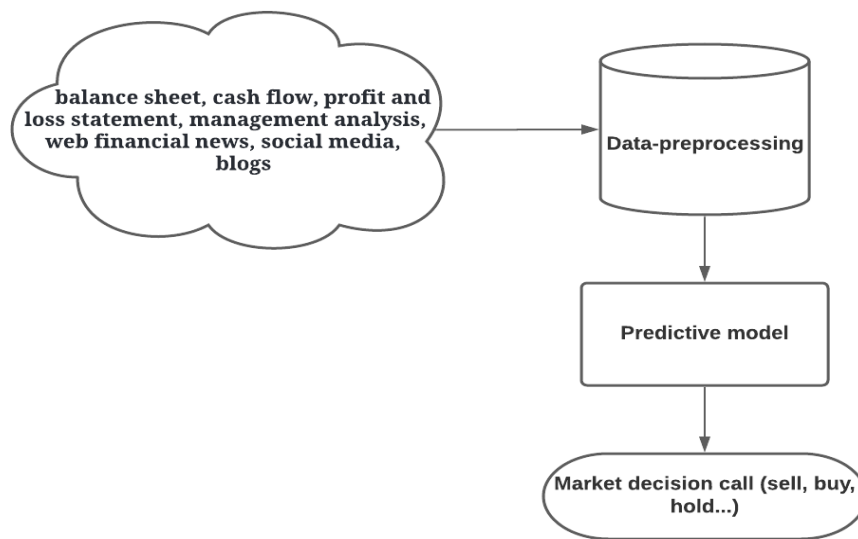 balance sheet, cash flow, profit and
loss statement, management analysis,
web financial news, social media,
blogs
Data-preprocessing
Predictive model
Market decision call (sell, buy,
hold...)